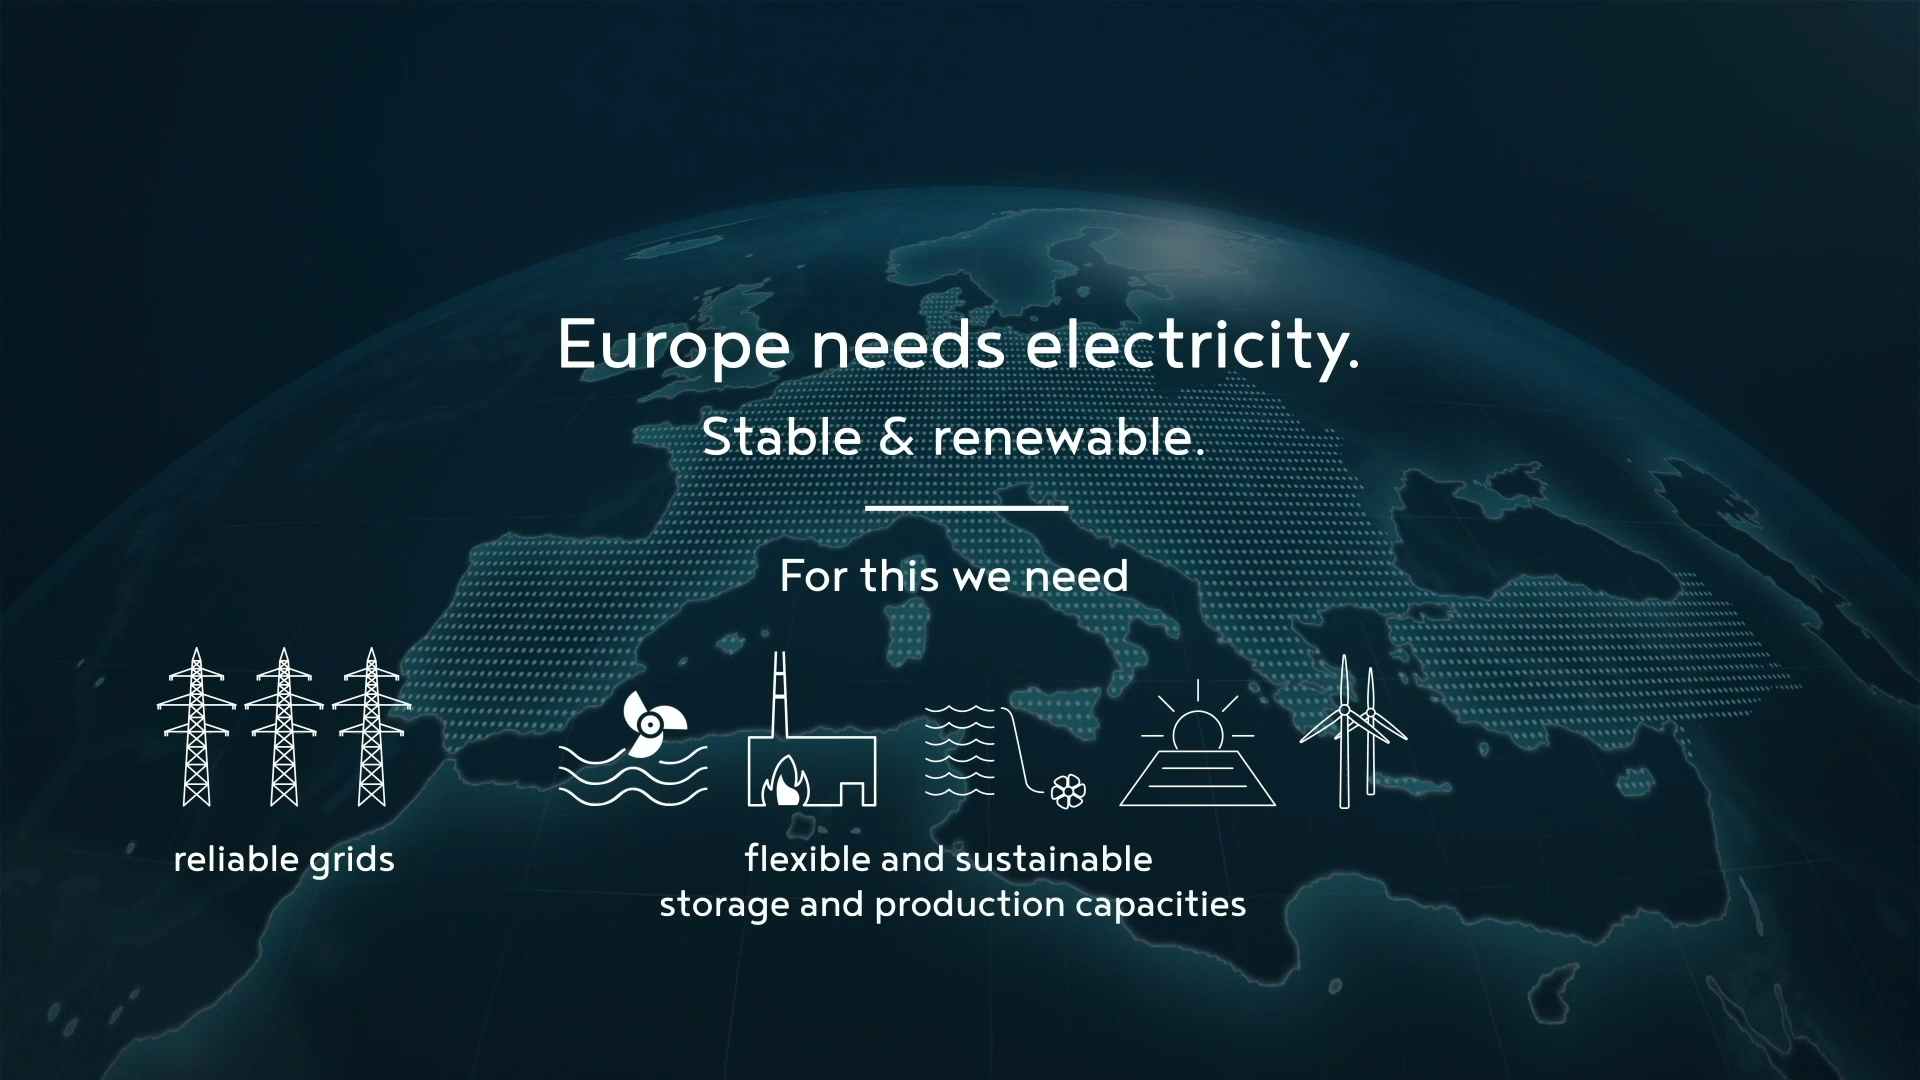 Europe needs electricity.
Stable & renewable.
For this we need
reliable grids
flexible and sustainable
storage and production capacities